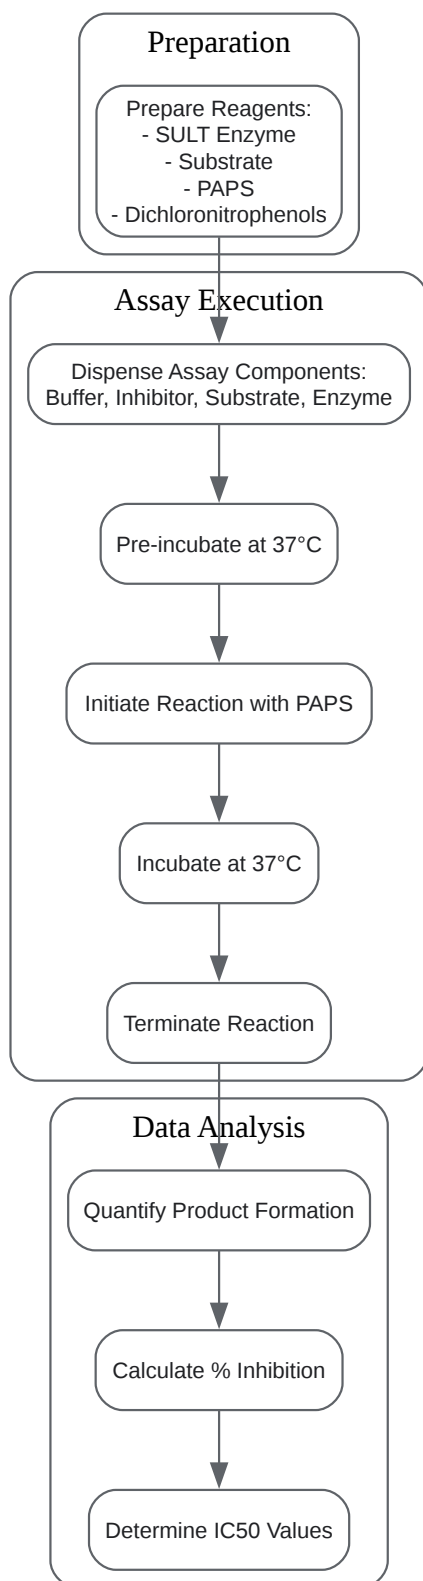 Preparation
Prepare Reagents:
- SULT Enzyme
- Substrate
- PAPS
- Dichloronitrophenols
Assay Execution
Dispense Assay Components:
Buffer, Inhibitor, Substrate, Enzyme
Pre-incubate at 37°C
Initiate Reaction with PAPS
Incubate at 37°C
Terminate Reaction
Data Analysis
Quantify Product Formation
Calculate % Inhibition
Determine IC50 Values